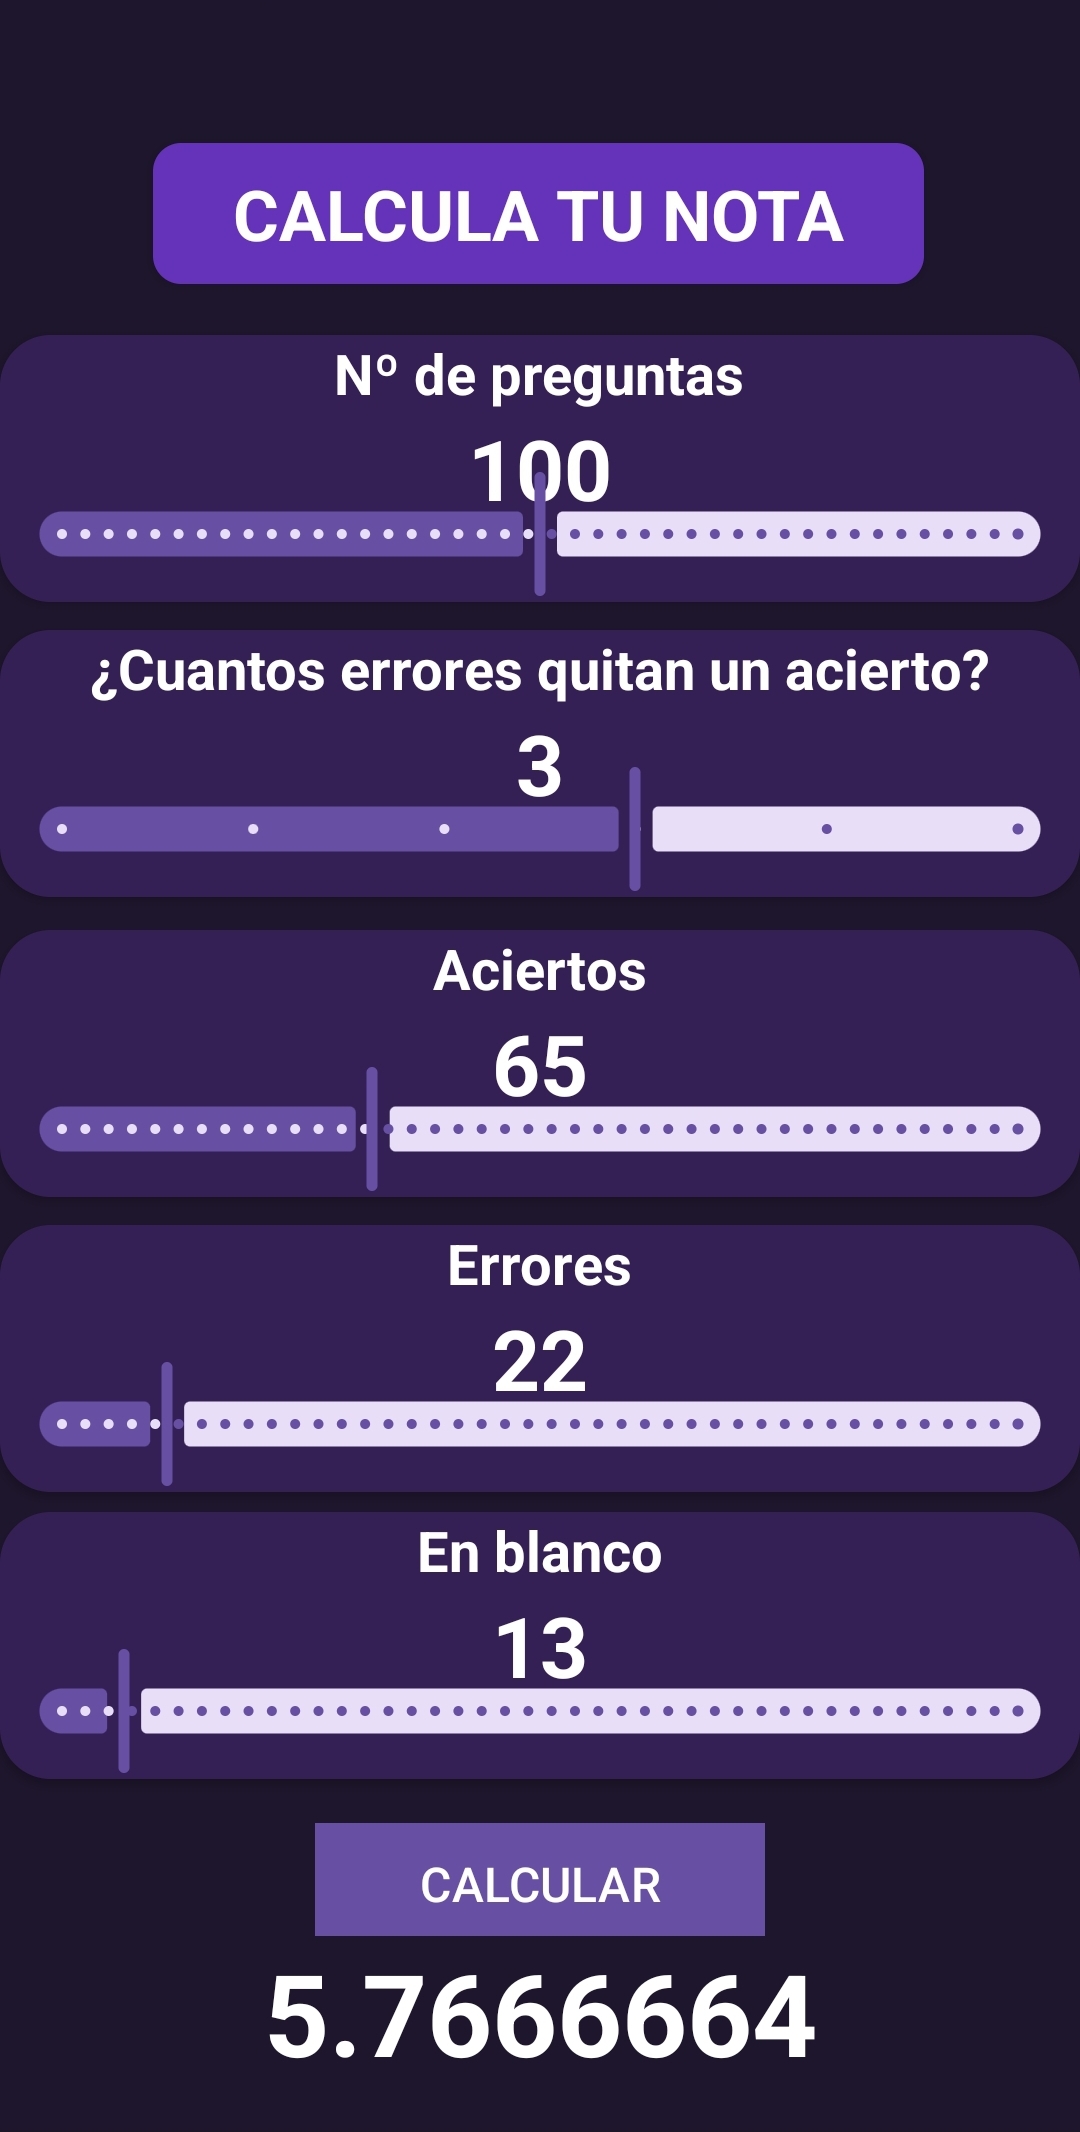 CALCULA TU NOTA
Nº de preguntas
100
¿Cuantos errores quitan un acierto?
3
Aciertos
65
Errores
22
En blanco
13
CALCULAR
5.7666664